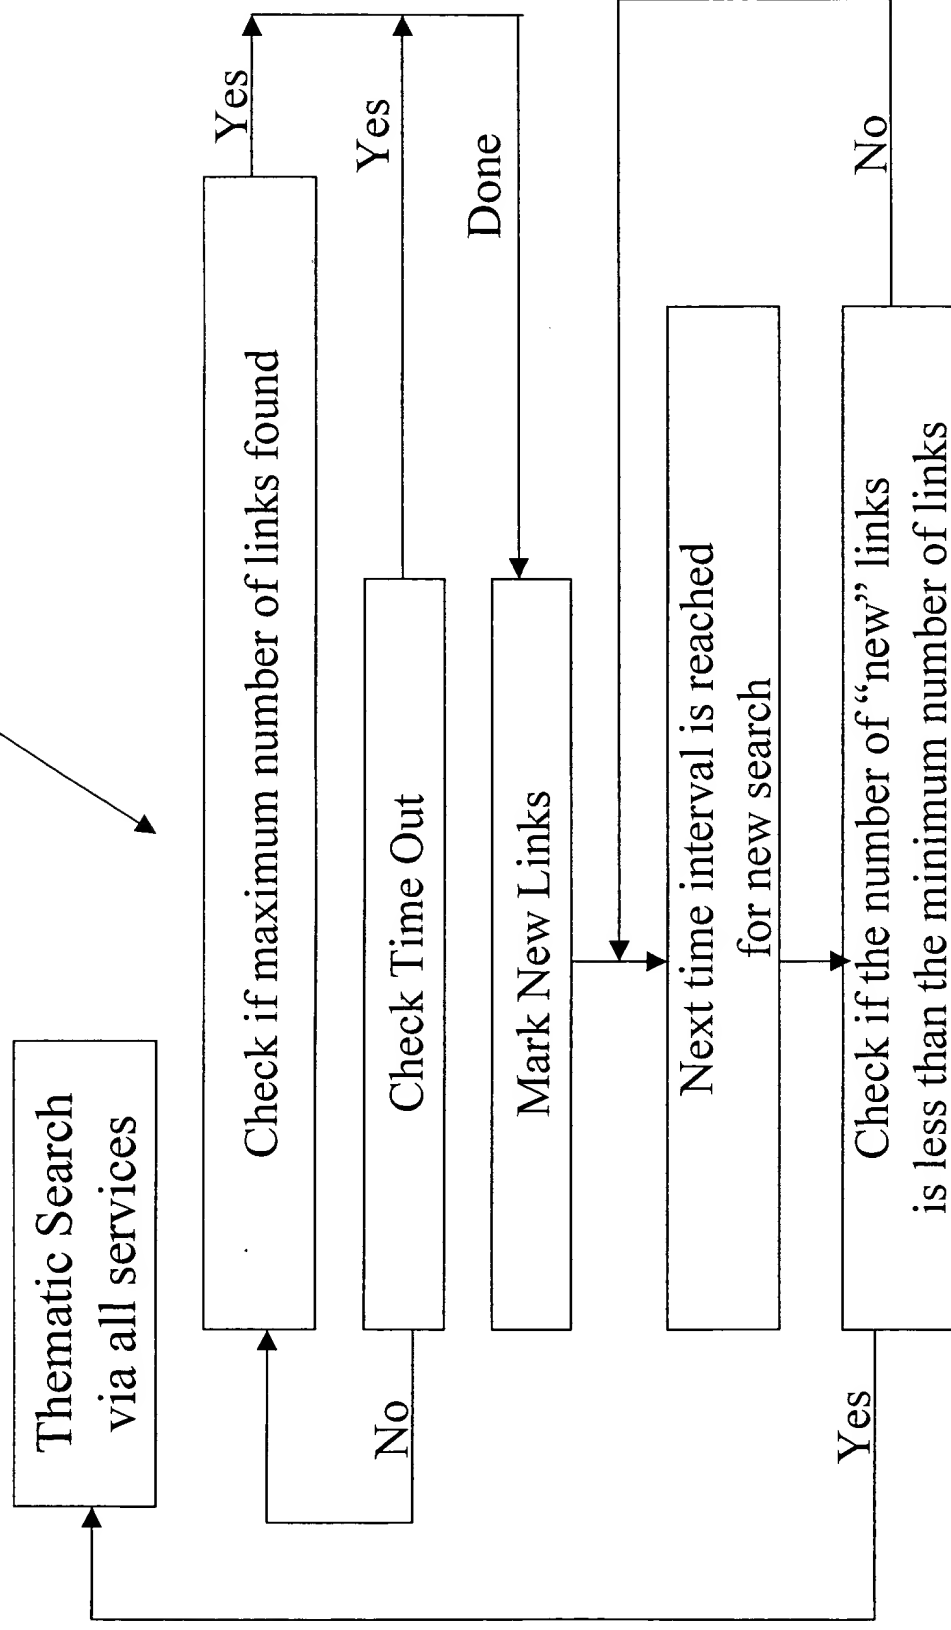 Thematic Search
via all services
Check if maximum number of links found
Yes
Check Time Out
Yes
No
Done
Mark New Links
Next time interval is reached
for new search
Check if the number of “new” links
is less than the minimum number of links
No
Yes